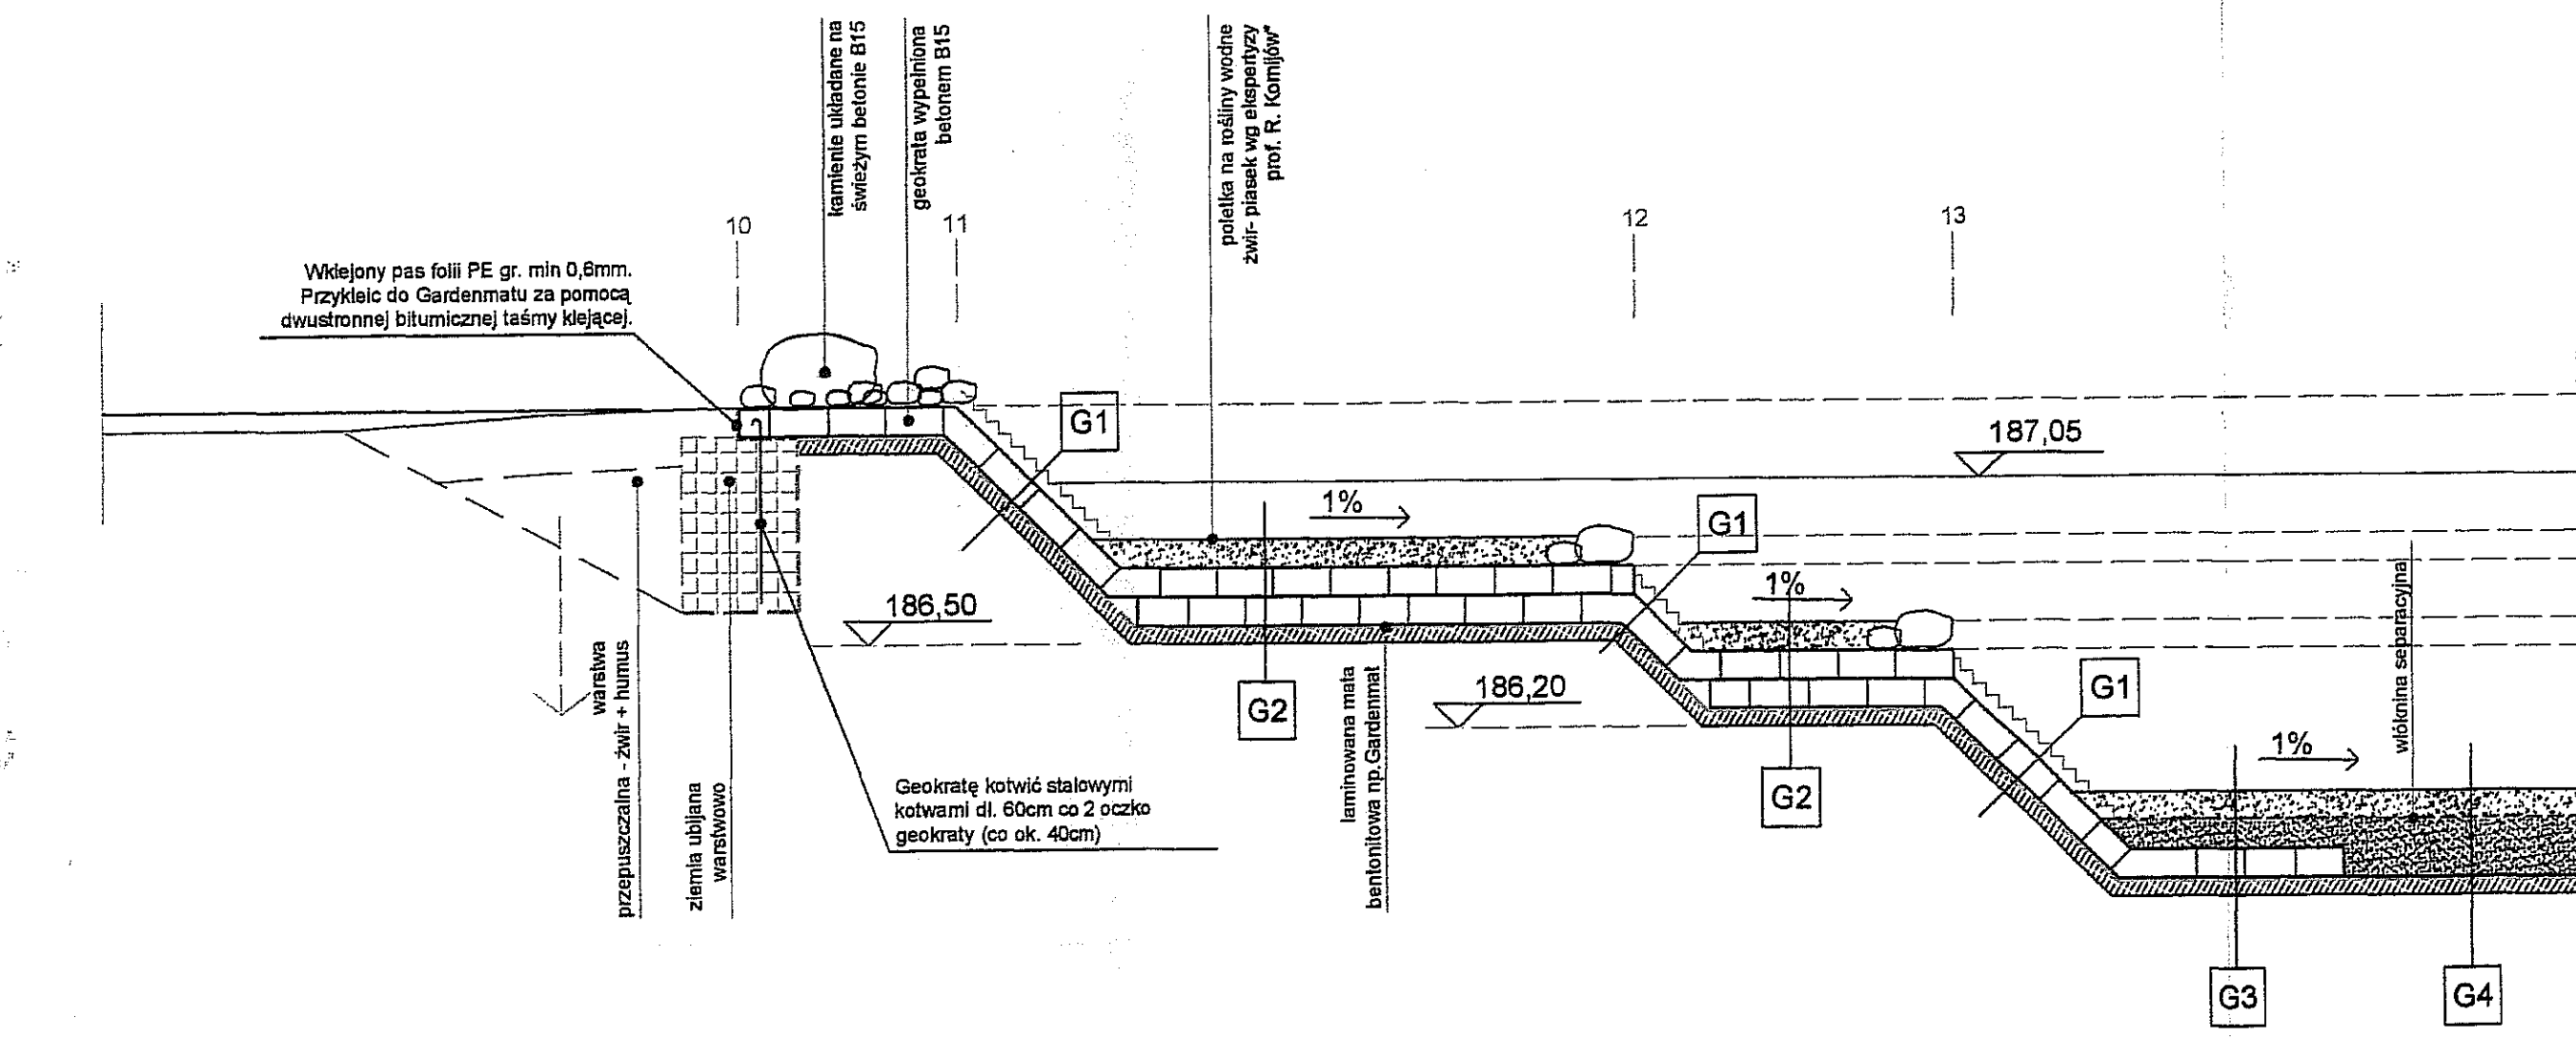 kamienie układane na
świeżym betonie B15
geokrata wypełniona
betonem B15
poletka na rośliny wodne
żwir- piasek wg ekspertyzy
prof. R. Kornijów"
10
11
12
13
Wklejony pas folii PE gr. min 0,6mm.
Przykleic do Gardenmatu za pomocą
dwustronnej bitumicznej taśmy klejącej.
G1
187,05
1%
G1
1%
186,50
G2
186,20
G1
G2
1%
włóknina separacyjna
warstwa
przepuszczalna - żwir + humus
ziemia ubijana
warstwowo
Geokratę kotwić stalowymi
kotwami dł. 60cm co 2 oczko
geokraty (co ok. 40cm)
laminowana mata
bentonitowa np.Gardenmat
G3
G4